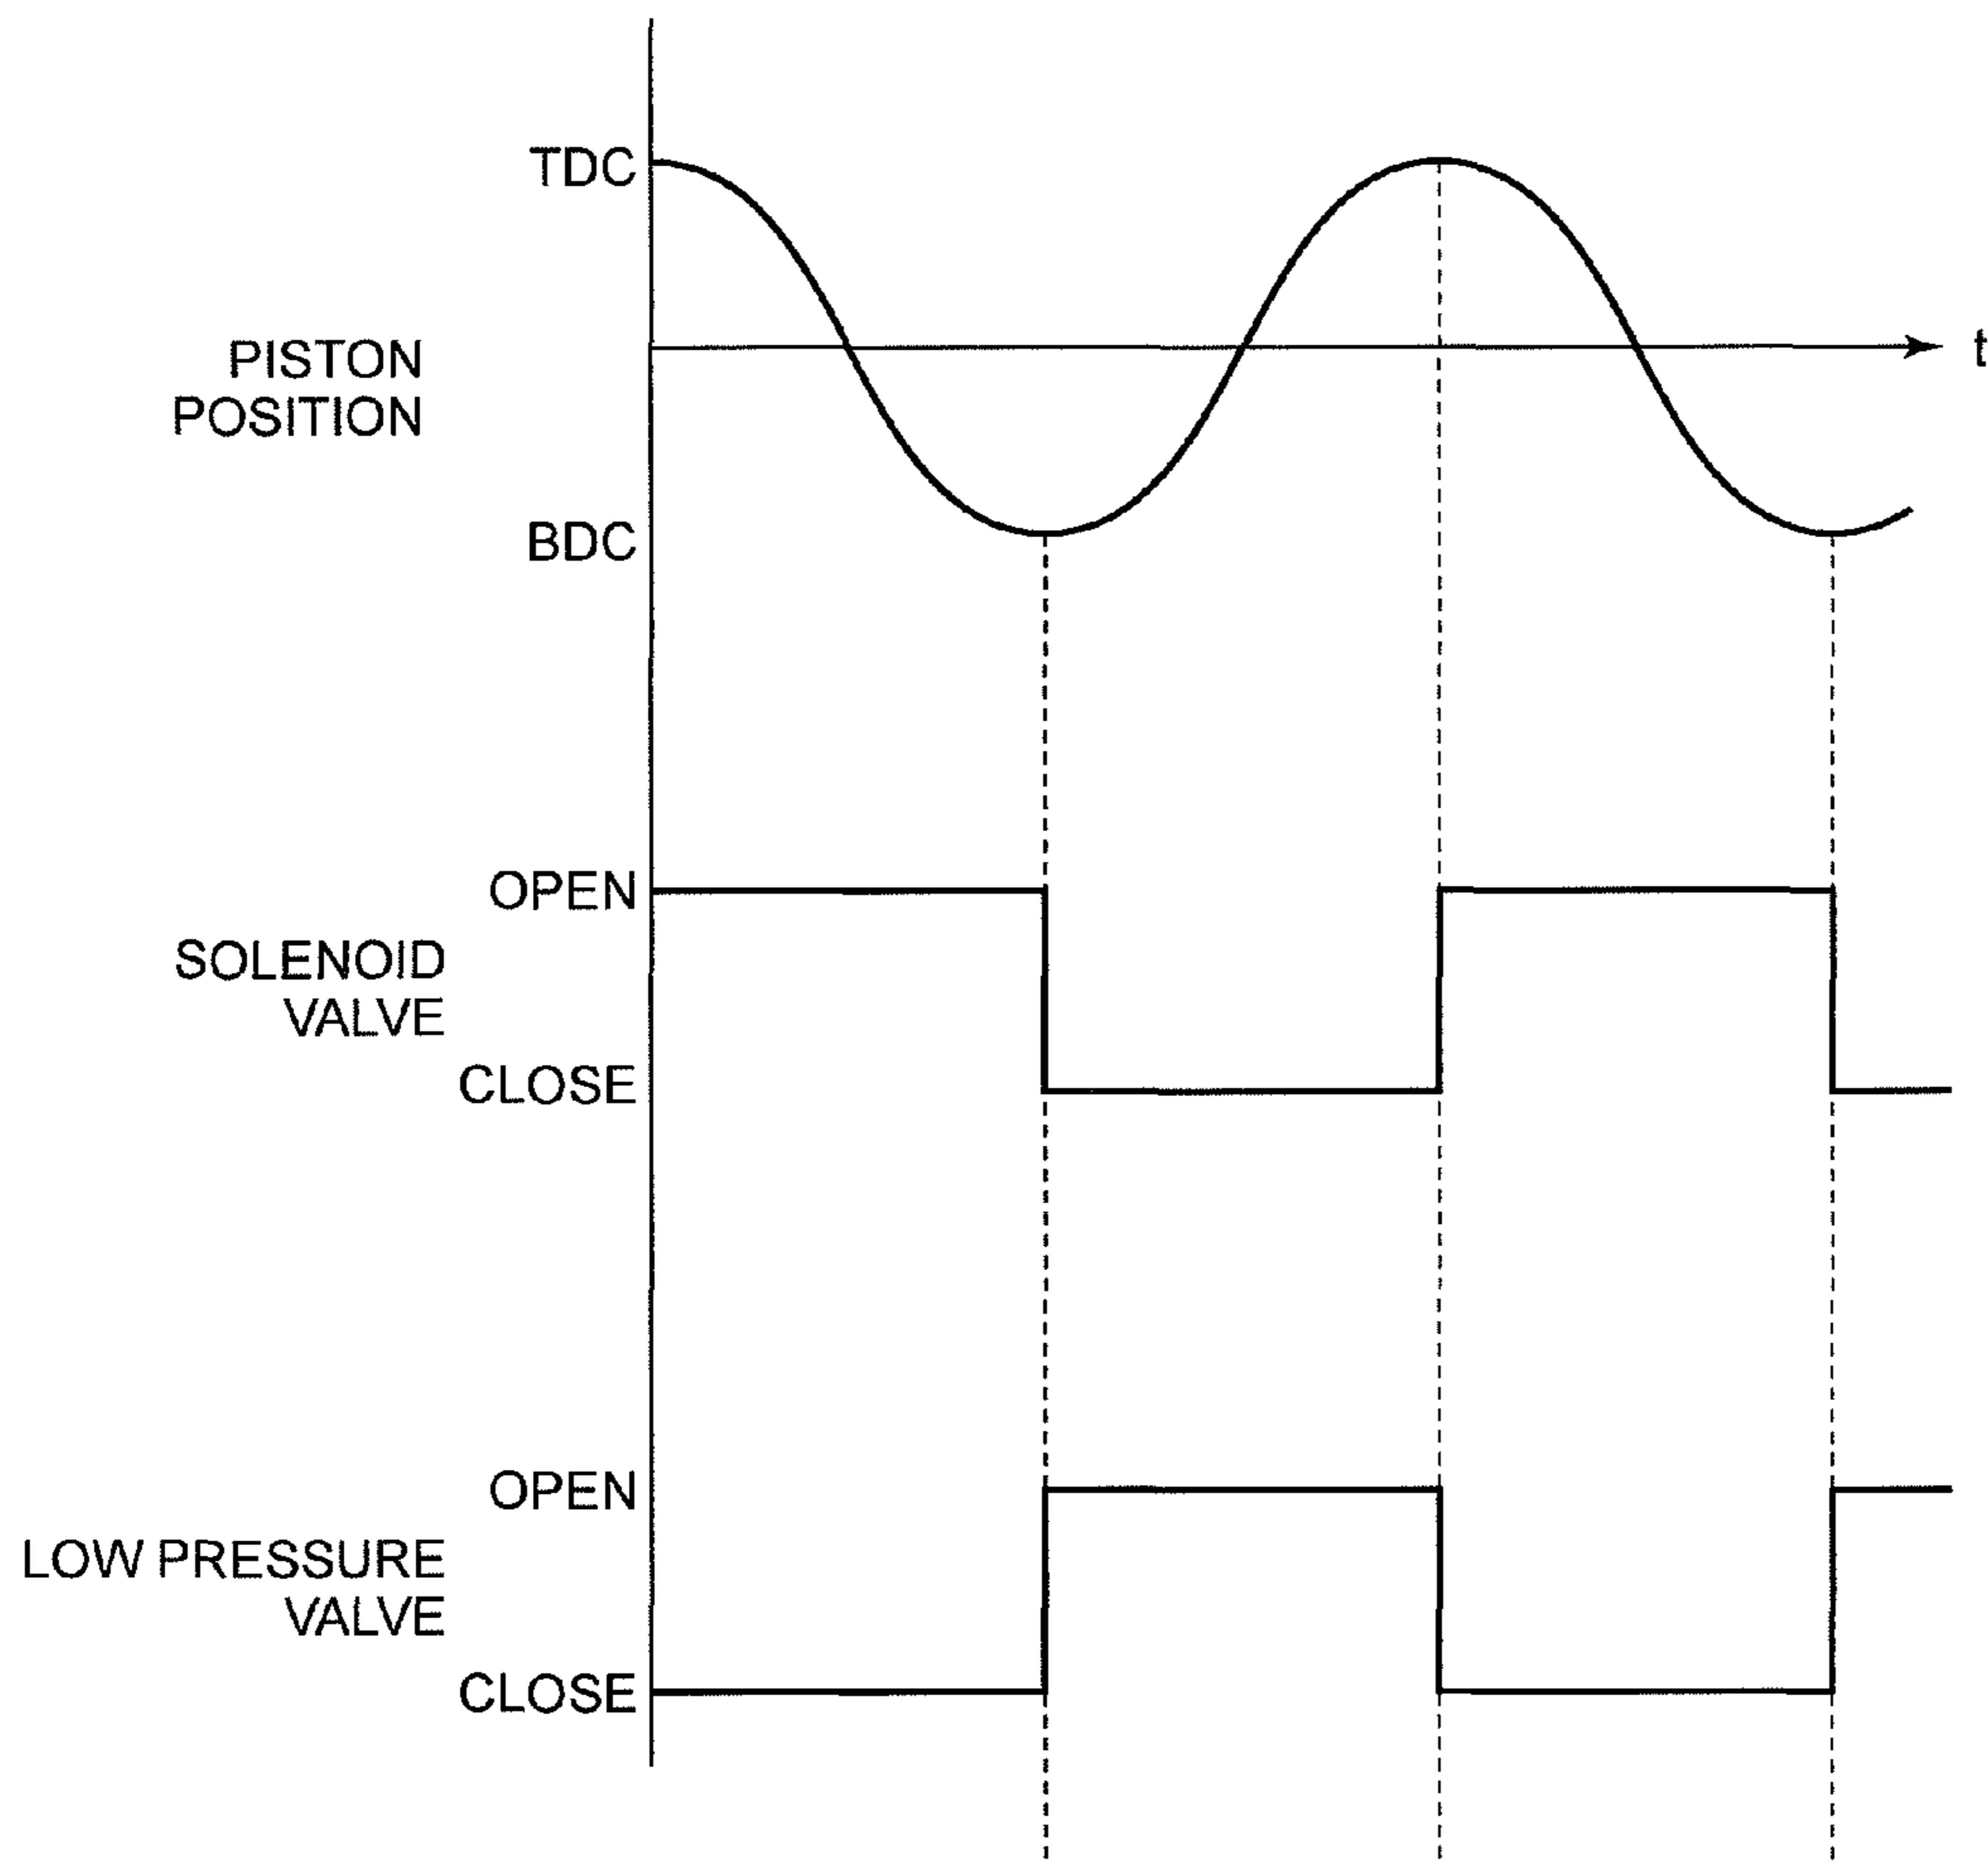 TDC
PISTON
POSITION
t
BDC
OPEN
SOLENOID
VALVE
CLOSE
OPEN
LOW PRESSURE
VALVE
CLOSE